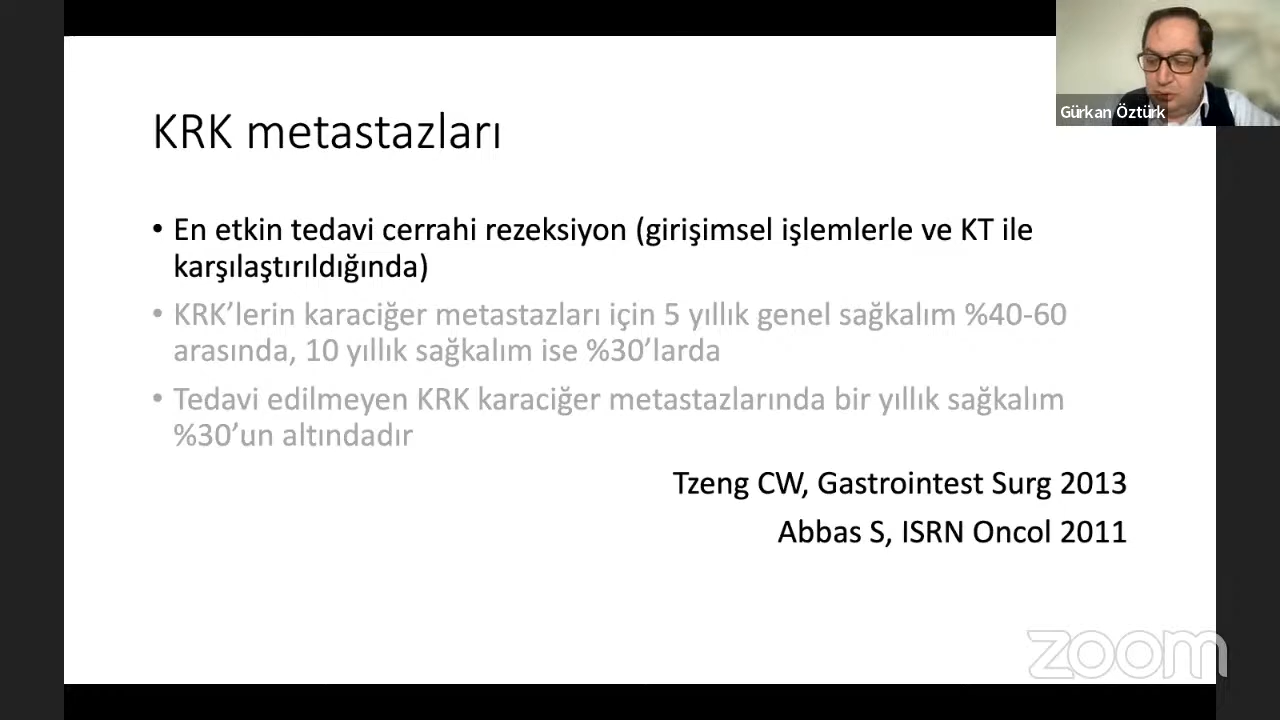 Gürkan Öztürk
KRK metastazları
• En etkin tedavi cerrahi rezeksiyon (girişimsel işlemlerle ve KT ile
karşılaştırıldığında)
• KRK’lerin karaciğer metastazları için 5 yıllık genel sağkalım %40-60
arasında, 10 yıllık sağkalım ise %30’larda
• Tedavi edilmeyen KRK karaciğer metastazlarında bir yıllık sağkalım
%30’un altındadır
Tzeng CW, Gastrointest Surg 2013
Abbas S, ISRN Oncol 2011
zoom